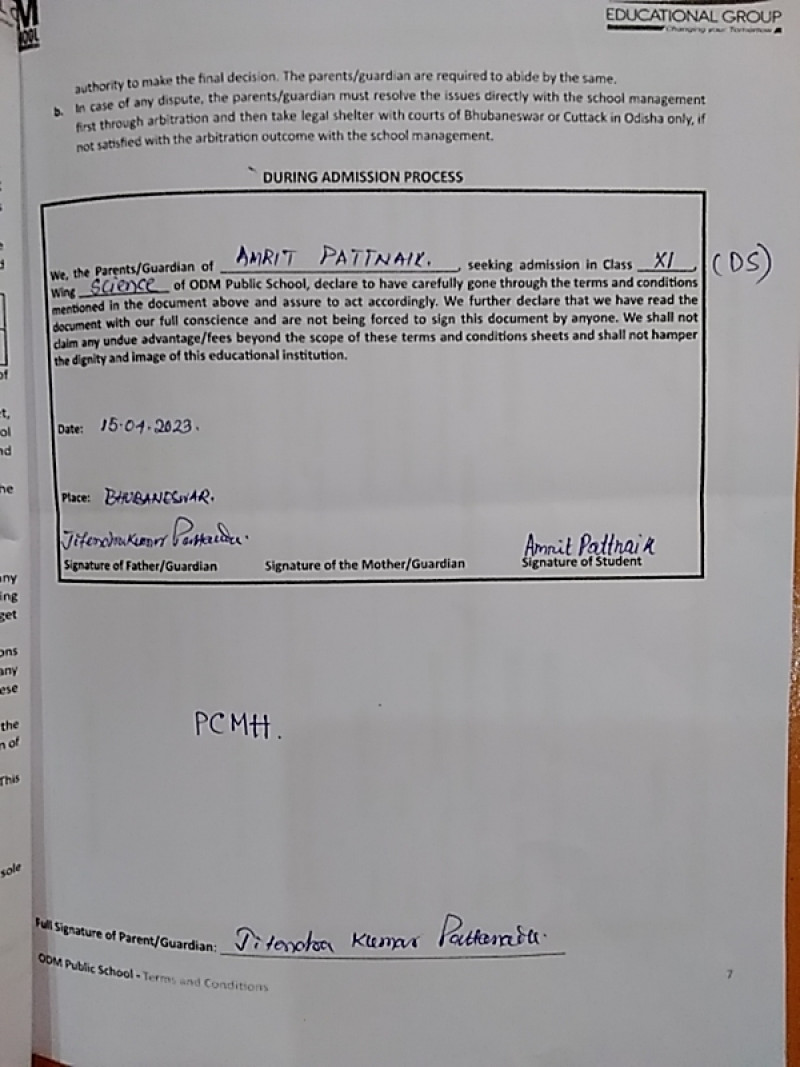 EDUCATIONAL GROUP
Changing your Tomorrow
authority to make the final decision. The parents/guardian are required to abide by the same.
b. In case of any dispute, the parents/guardian must resolve the issues directly with the school management
first through arbitration and then take legal shelter with courts of Bhubaneswar or Cuttack in Odisha only, if
not satisfied with the arbitration outcome with the school management.
DURING ADMISSION PROCESS
We, the Parents/Guardian of AMRIT PATTNAIK. , seeking admission in Class XI , (DS)
Wing Science of ODM Public School, declare to have carefully gone through the terms and conditions
mentioned in the document above and assure to act accordingly. We further declare that we have read the
document with our full conscience and are not being forced to sign this document by anyone. We shall not
claim any undue advantage/fees beyond the scope of these terms and conditions sheets and shall not hamper
the dignity and image of this educational institution.
Date: 15.04.2023.
Place: BHUBANESWAR.
Jitendra Kumar
Amrit Pattnaik
Signature of Father/Guardian Signature of the Mother/Guardian Signature of Student
PCMH.
Full Signature of Parent/Guardian: Jitendra Kumar
ODM Public School - Terms and Conditions 7